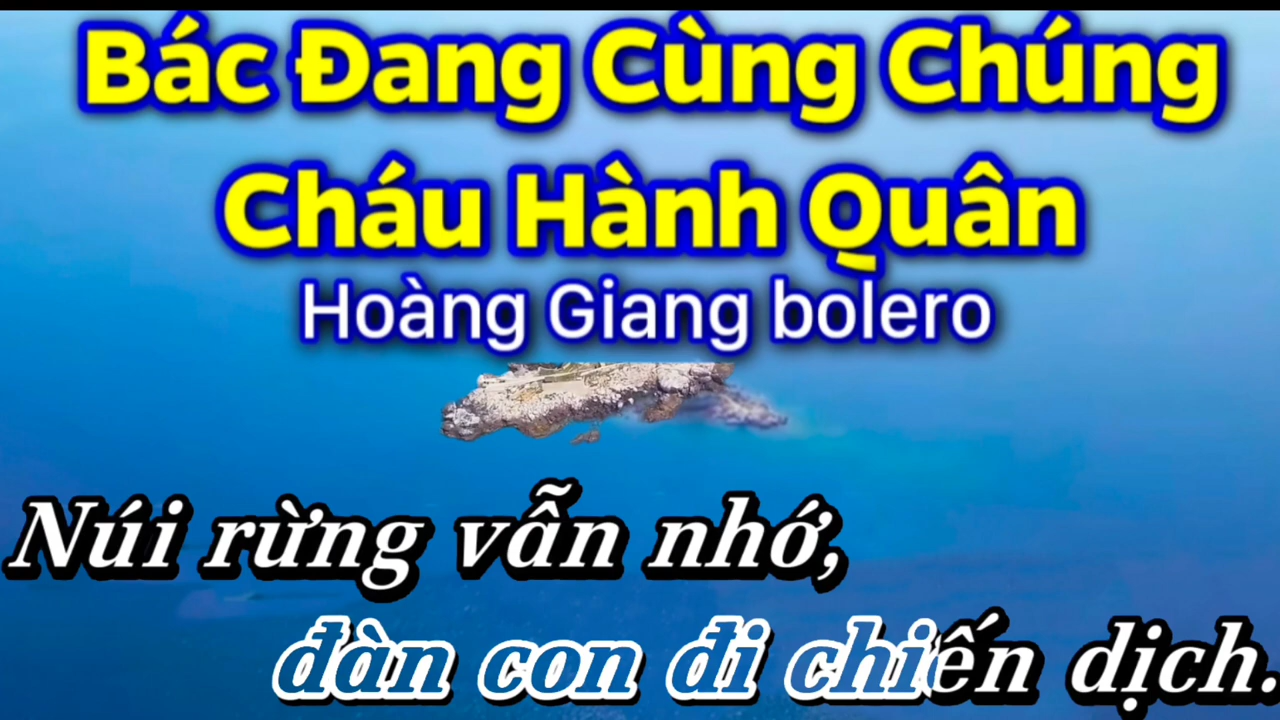 Bác Đang Cùng Chúng
Cháu Hành Quân
Hoàng Giang bolero
Núi rừng vẫn nhớ,
đàn con đi chiến dịch.